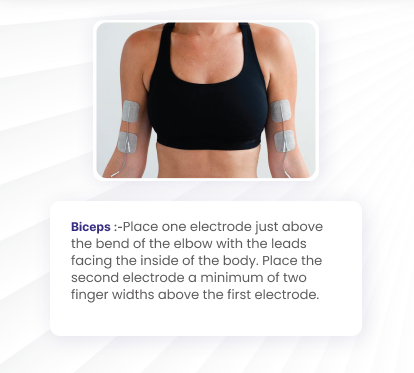 Biceps :-Place one electrode just above
the bend of the elbow with the leads
facing the inside of the body. Place the
second electrode a minimum of two
finger widths above the first electrode.